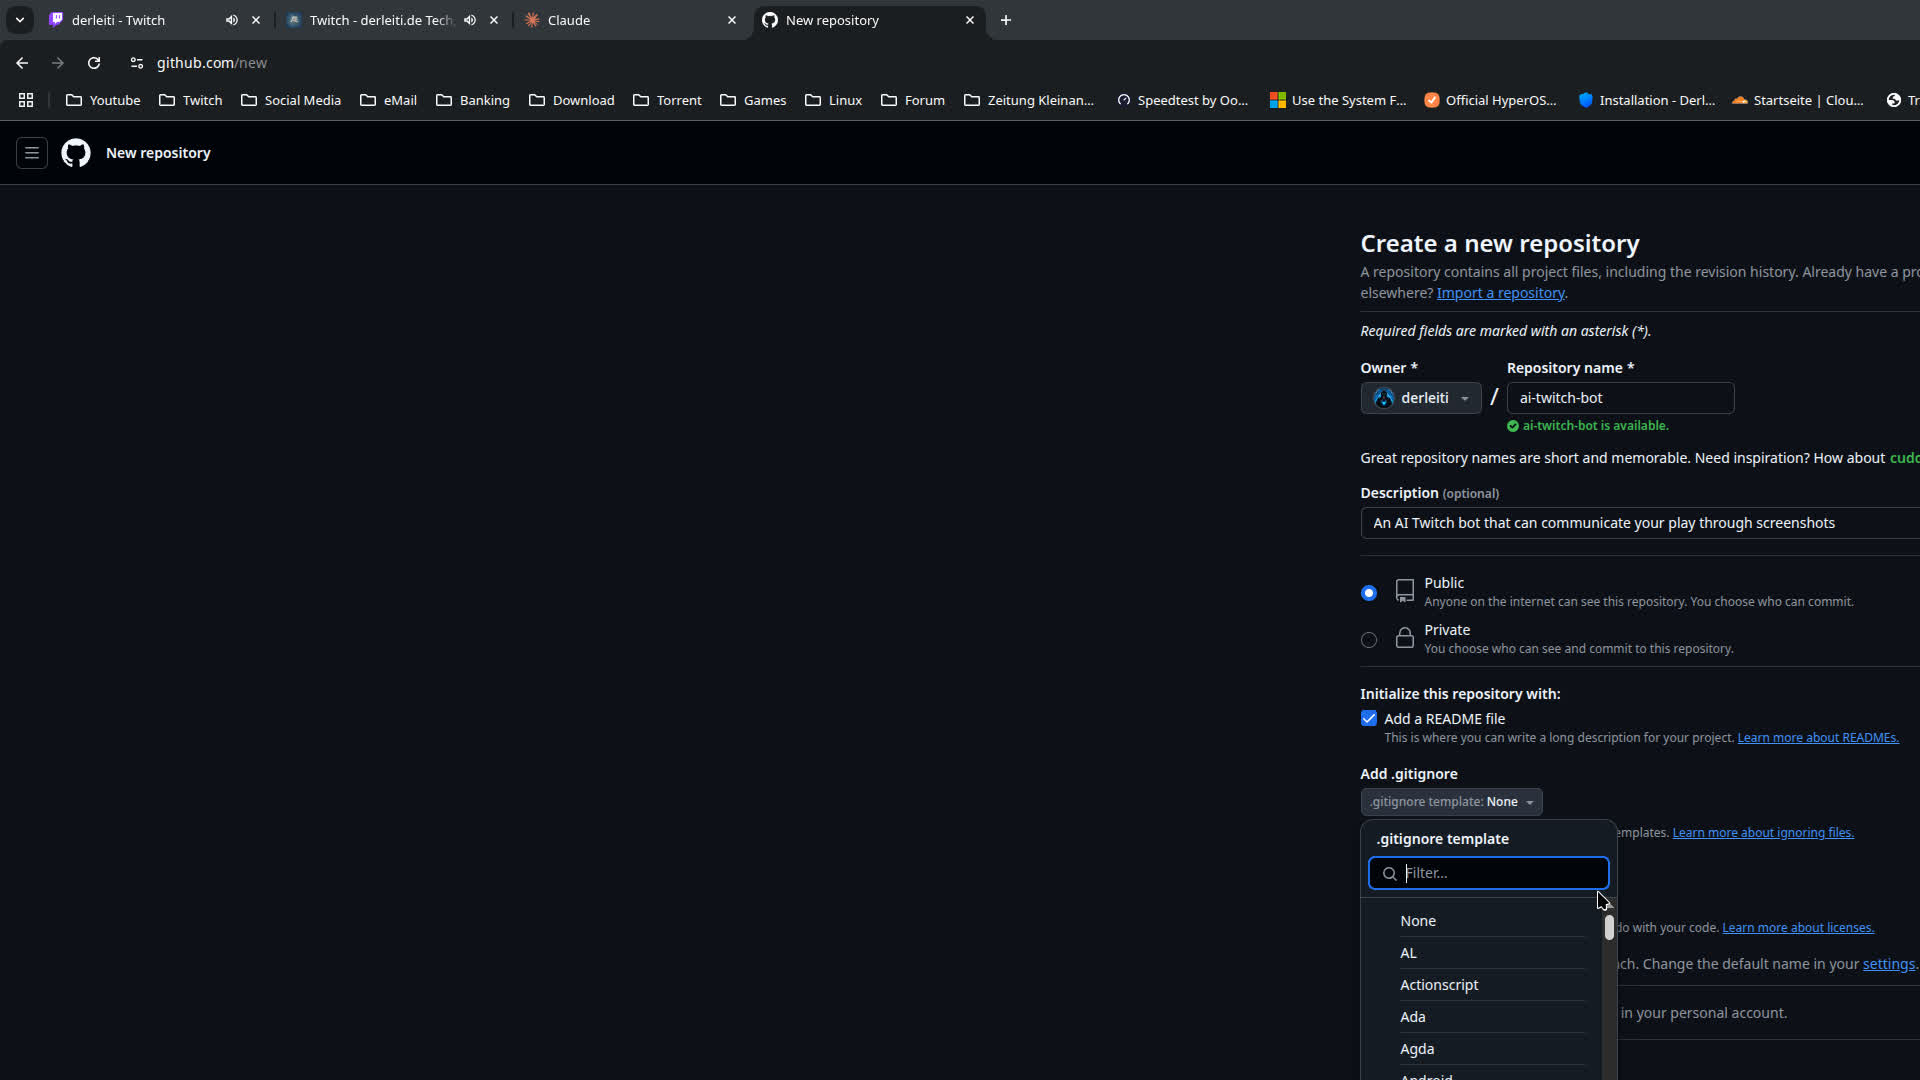 derleiti - Twitch
Twitch - derleiti.de Tech
Claude
New repository
github.com/new
Youtube
Twitch
Social Media
eMail
Banking
Download
Torrent
Games
Linux
Forum
Zeitung Kleinan...
Speedtest by Oo...
Use the System F...
Official HyperOS...
Installation - Derl...
Startseite | Clou...
Tr
New repository
Create a new repository
A repository contains all project files, including the revision history. Already have a pro
elsewhere? Import a repository.
Required fields are marked with an asterisk (*).
Owner *
Repository name *
derleiti
/
ai-twitch-bot
ai-twitch-bot is available.
Great repository names are short and memorable. Need inspiration? How about cudd
Description (optional)
An AI Twitch bot that can communicate your play through screenshots
Public
Anyone on the internet can see this repository. You choose who can commit.
Private
You choose who can see and commit to this repository.
Initialize this repository with:
Add a README file
This is where you can write a long description for your project. Learn more about READMEs.
Add .gitignore
.gitignore template: None
emplates. Learn more about ignoring files.
.gitignore template
Filter...
None
do with your code. Learn more about licenses.
AL
ch. Change the default name in your settings.
Actionscript
Ada
in your personal account.
Agda
Android